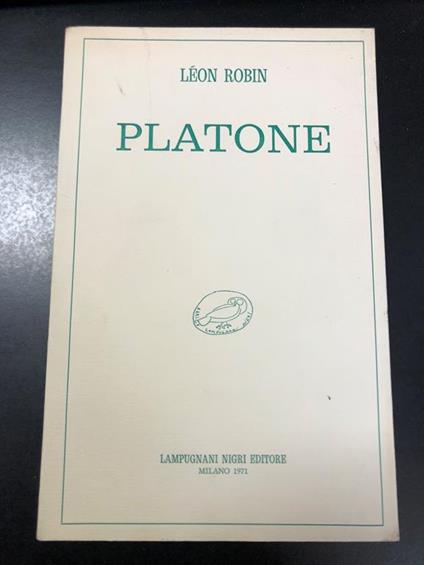 LÉON ROBIN
PLATONE
LAMPUGNANI NIGRI EDITORE
MILANO 1971